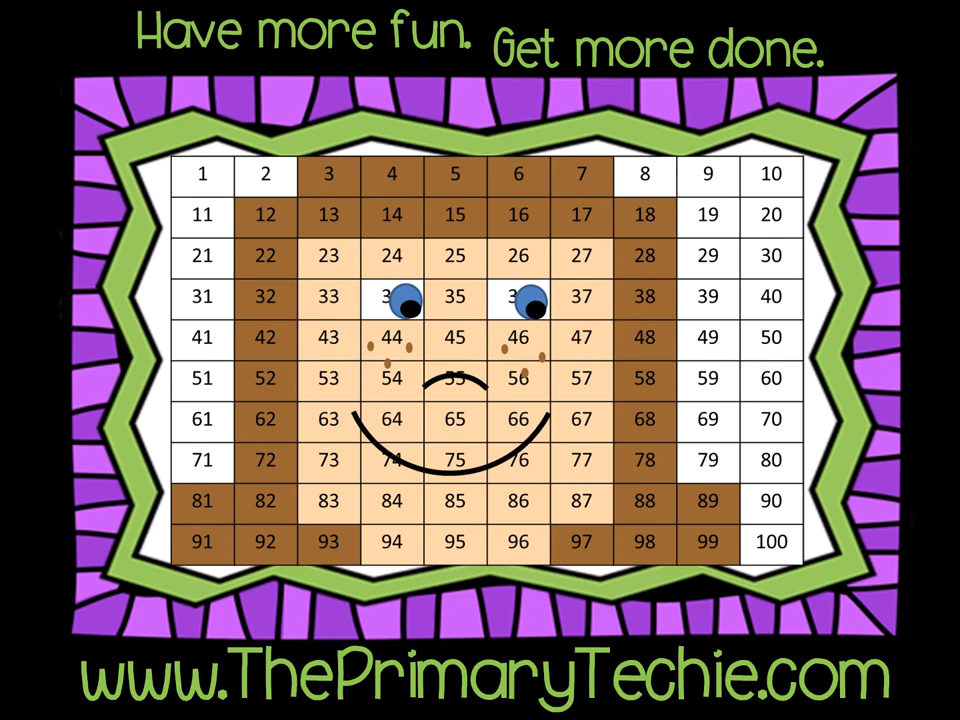 Have more fun. Get more done.
1 2 3 4 5 6 7 8 9 10
11 12 13 14 15 16 17 18 19 20
21 22 23 24 25 26 27 28 29 30
31 32 33 3 35 3 37 38 39 40
41 42 43 44 45 46 47 48 49 50
51 52 53 54 55 56 57 58 59 60
61 62 63 64 65 66 67 68 69 70
71 72 73 74 75 76 77 78 79 80
81 82 83 84 85 86 87 88 89 90
91 92 93 94 95 96 97 98 99 100
www.ThePrimaryTechie.com